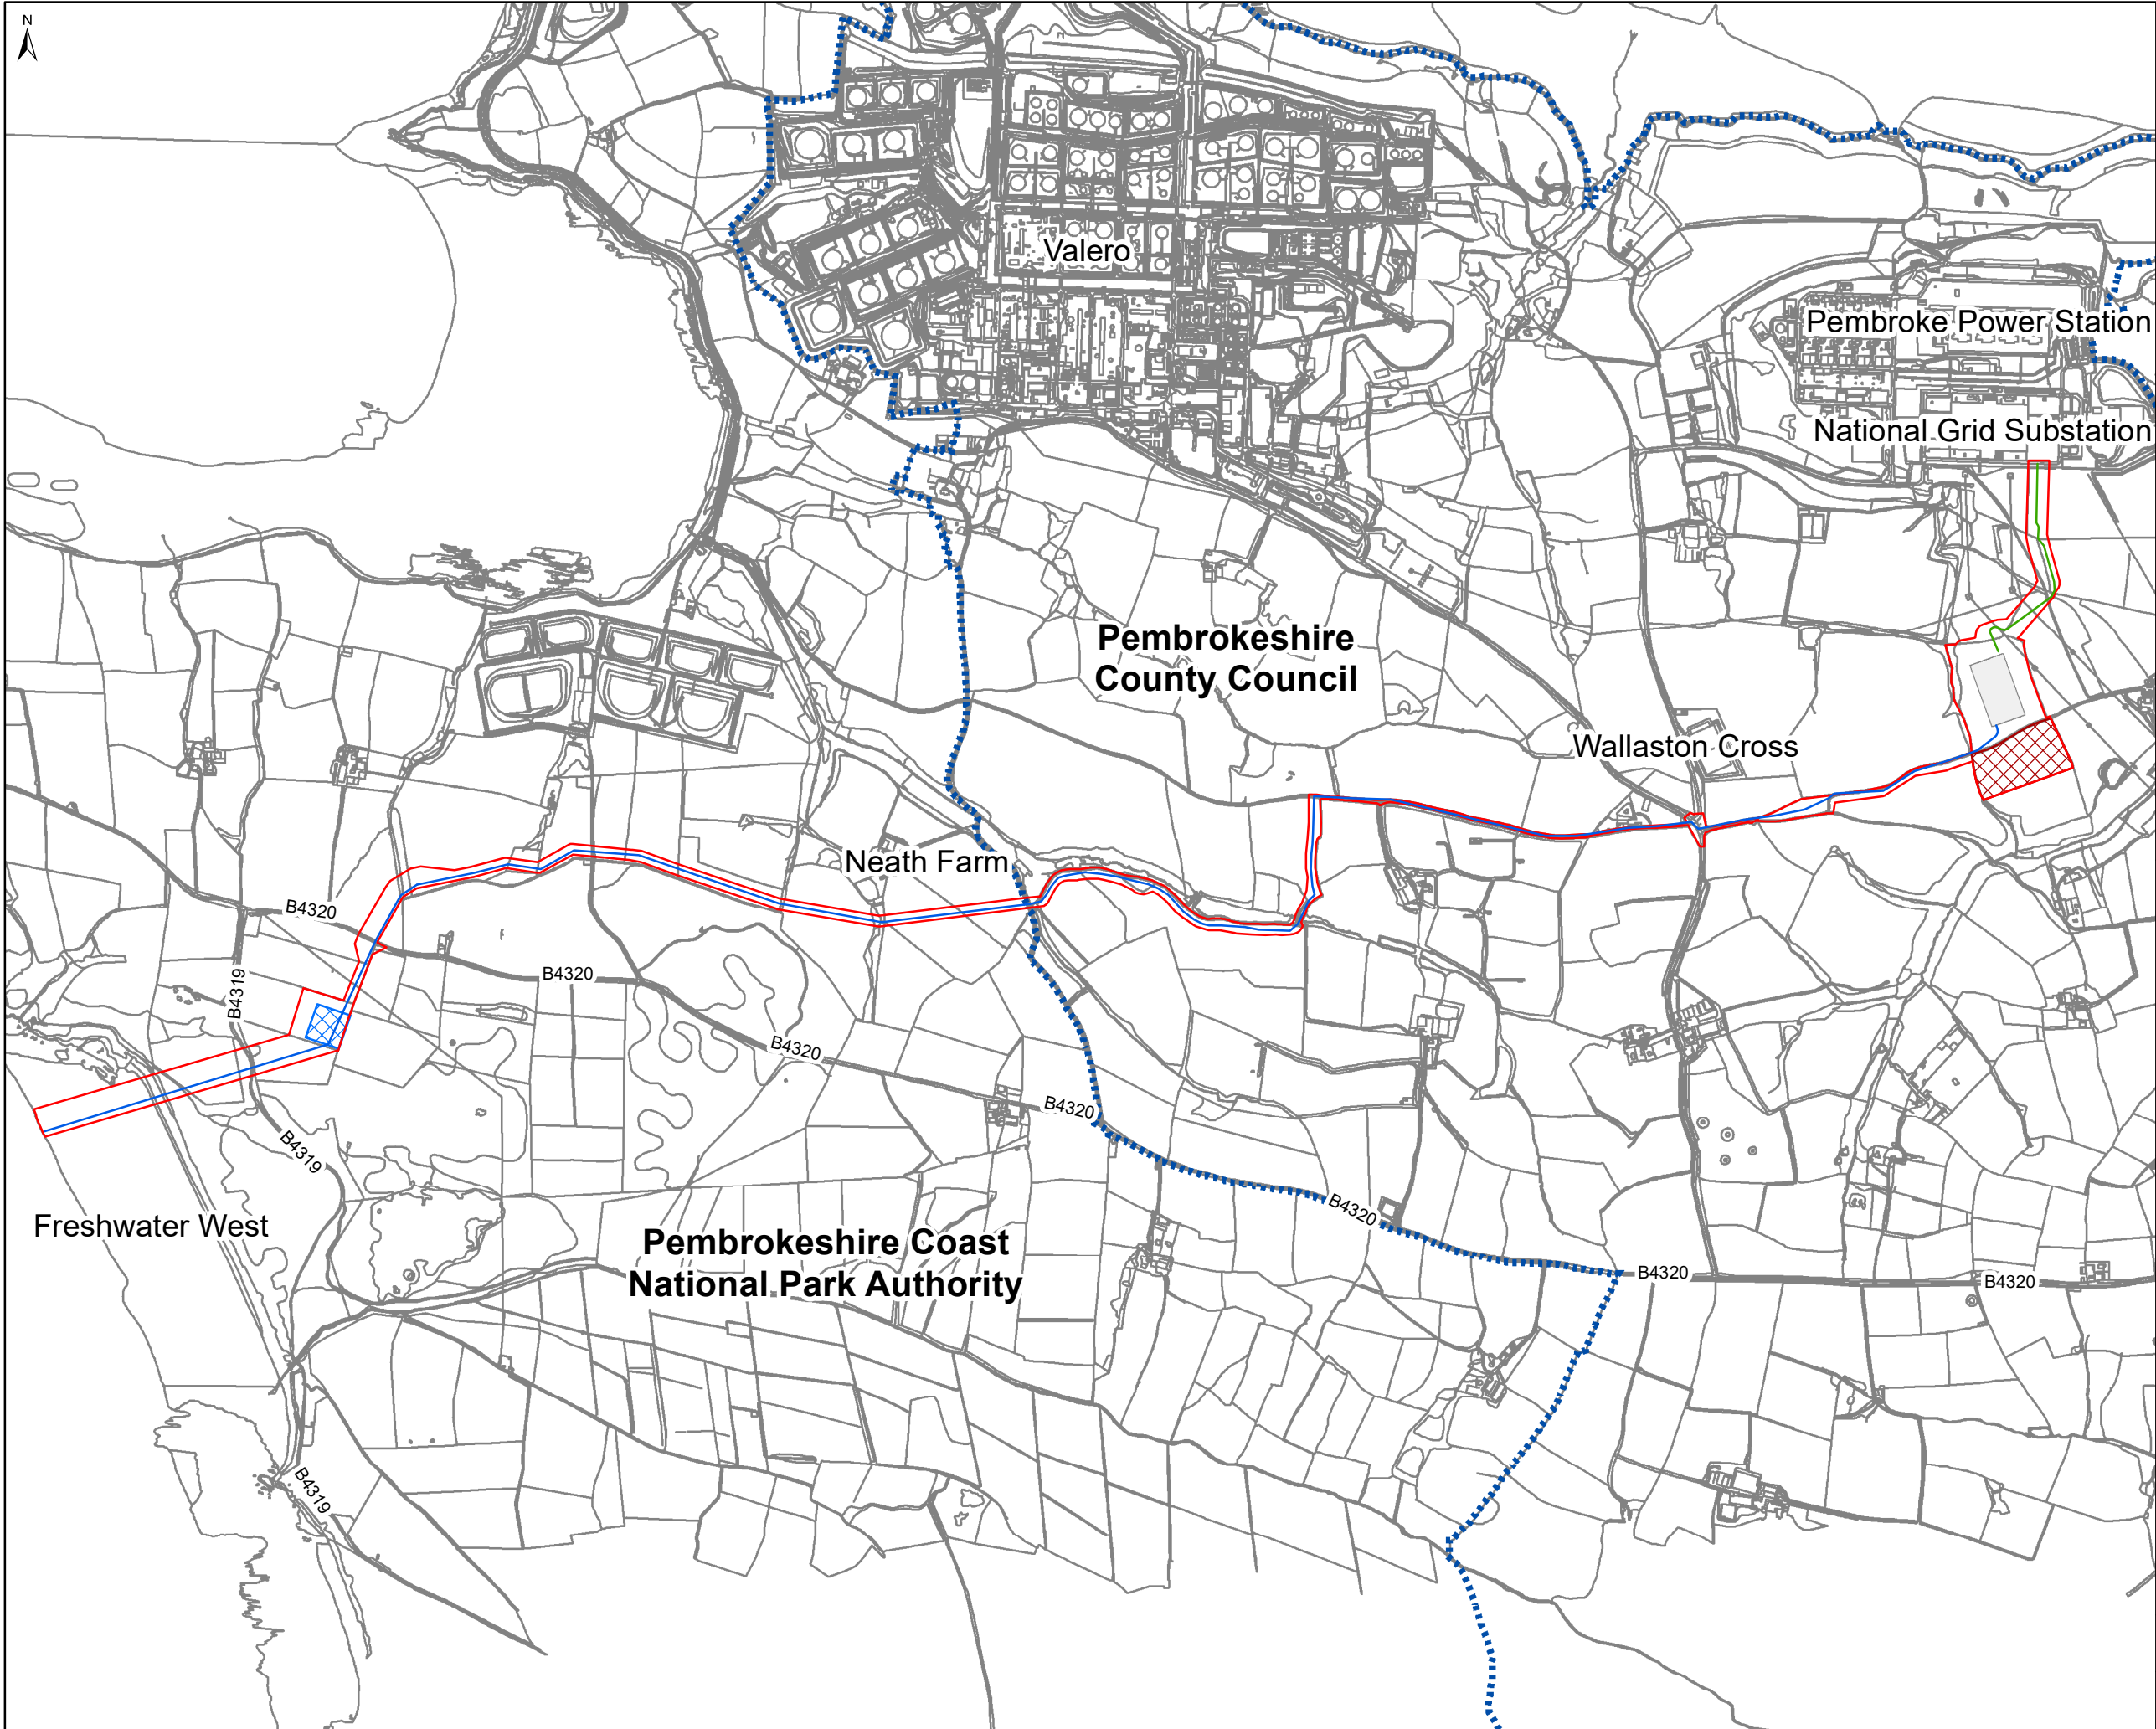 N
Valero
Pembroke Power Station
National Grid Substation
Pembrokeshire
County Council
Wallaston Cross
Neath Farm
B4320
B4319
B4320
B4320
B4320
B4319
B4320
Freshwater West
Pembrokeshire Coast
National Park Authority
B4320
B4320
B4319